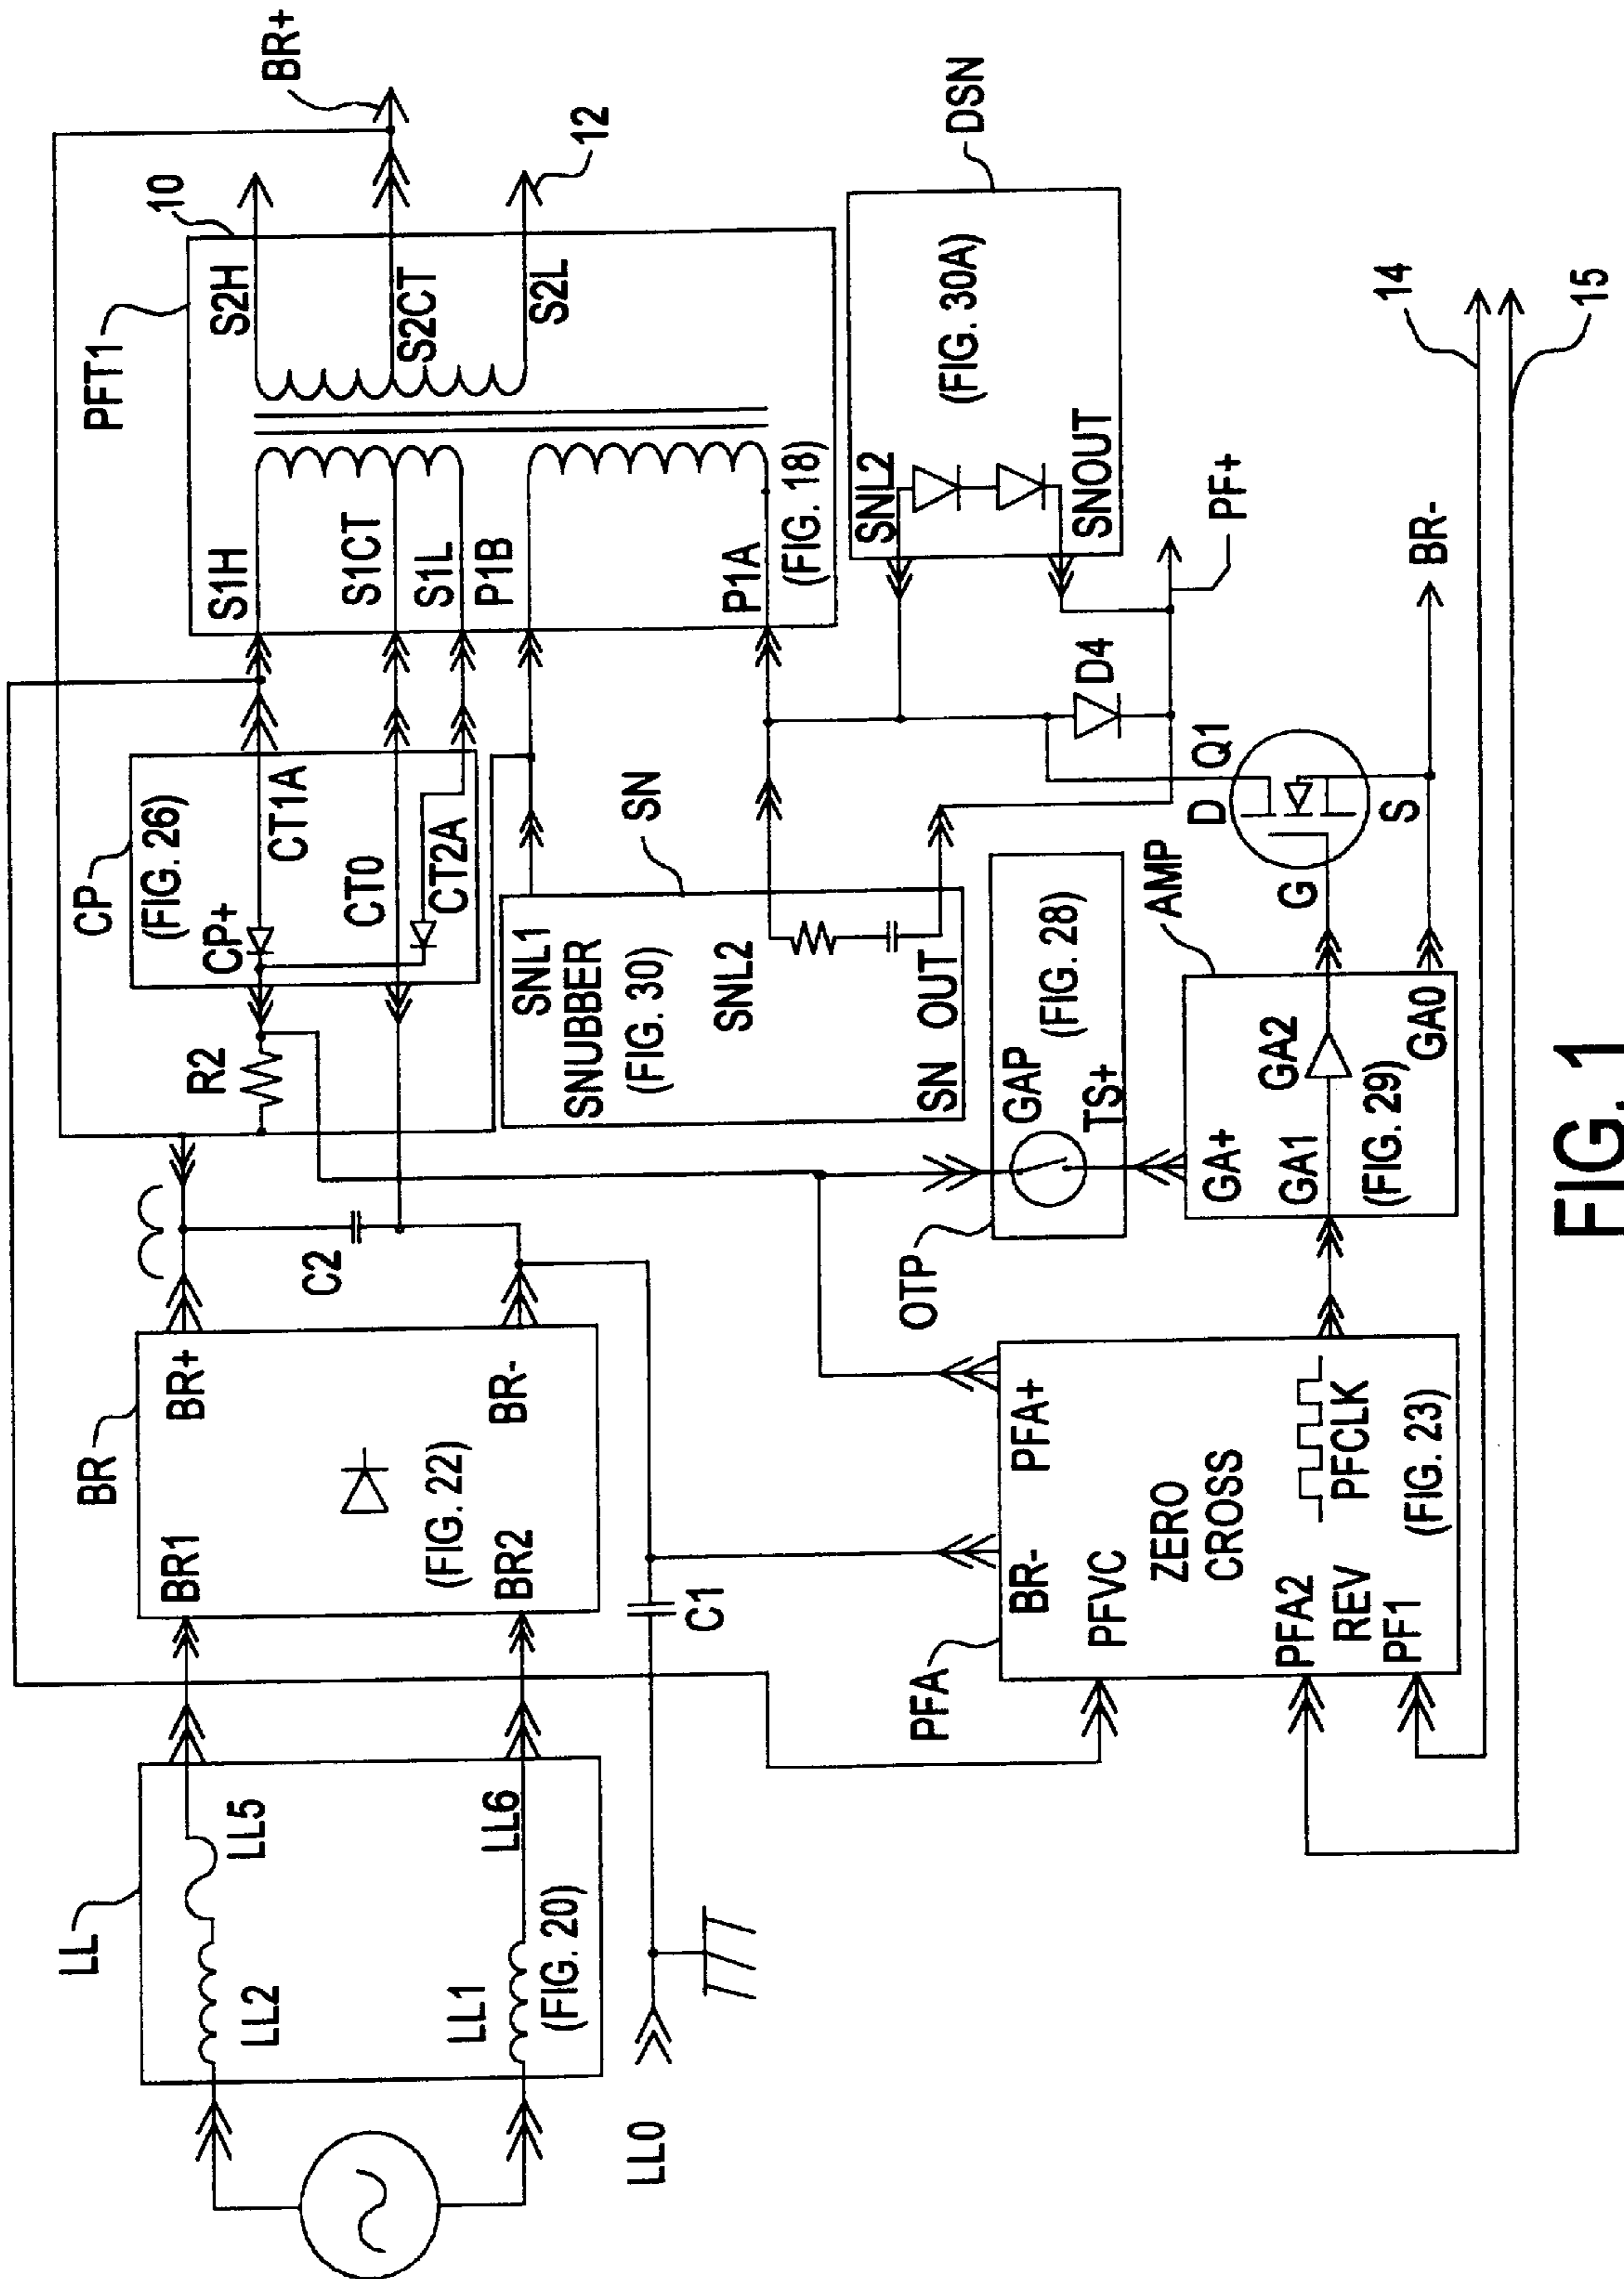 LL
LL2
LL5
LL1
LL6
(FIG. 20)
LL0
BR
BR1
BR+
(FIG. 22)
BR2
BR-
C2
C1
R2
CP
(FIG. 26)
CP+
CT1A
CT0
CT2A
PFT1
10
S1H
S2H
S1CT
S2CT
S1L
S2L
P1B
P1A
(FIG. 18)
BR+
12
SN
SNL1
SNUBBER
(FIG. 30)
SNL2
SN OUT
DSN
SNL2
(FIG. 30A)
SNOUT
D4
PF+
OTP
GAP
(FIG. 28)
TS+
AMP
GA+
GA1
GA2
(FIG. 29)
GA0
Q1
D
G
S
BR-
PFA
BR-
PFA+
PFVC
ZERO
CROSS
PFA2
REV
PF1
PFCLK
(FIG. 23)
14
15
FIG. 1